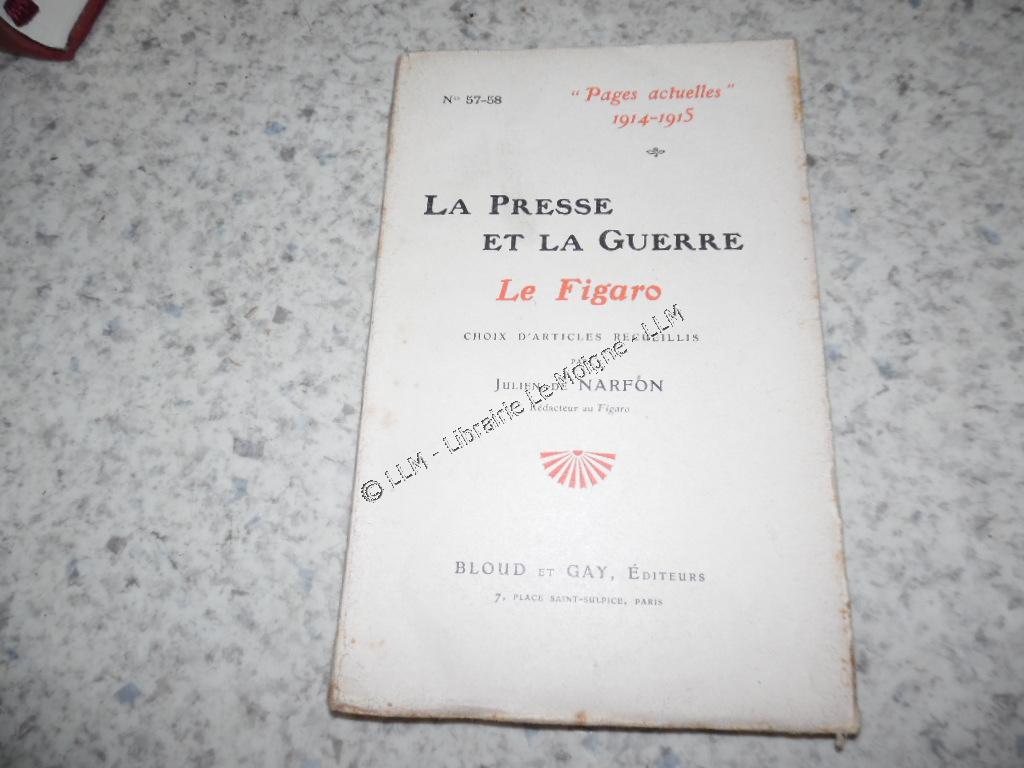 Nos 57-58
“Pages actuelles”
1914-1915
LA PRESSE
ET LA GUERRE
Le Figaro
CHOIX D'ARTICLES RECUEILLIS
PAR
JULIEN DE NARFON
Rédacteur au Figaro
© LLM - Librairie Le Moigne - LLM
BLOUD ET GAY, ÉDITEURS
7, PLACE SAINT-SULPICE, PARIS